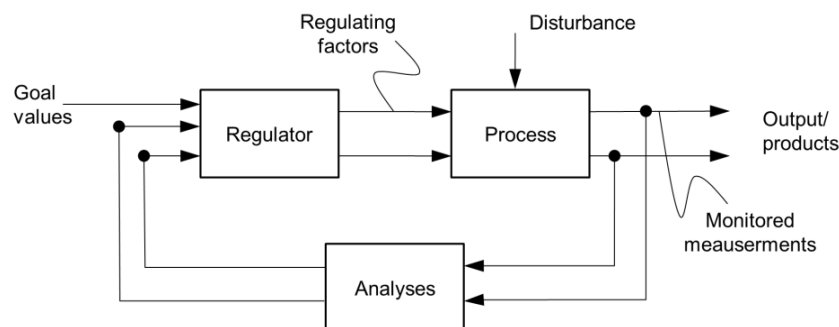 Regulating
factors
Disturbance
Goal
values
Regulator
Process
Output/
products
Monitored
meauserments
Analyses